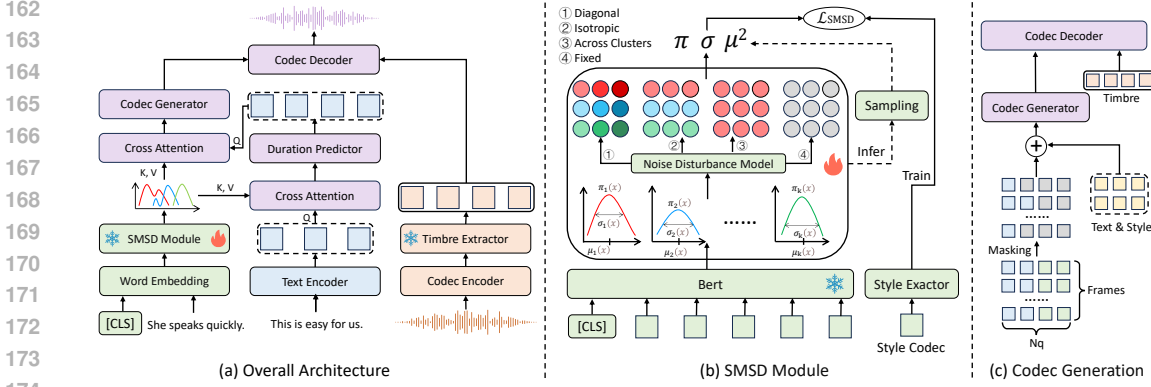 162
163
164
165
166
167
168
169
170
171
172
173
174
Codec Decoder
Codec Generator
Q
Cross Attention
Duration Predictor
K, V
K, V
Cross Attention
Q
SMSD Module
Timbre Extractor
Word Embedding
Text Encoder
Codec Encoder
[CLS]
She speaks quickly.
This is easy for us.
(a) Overall Architecture
① Diagonal
② Isotropic
③ Across Clusters
④ Fixed
π σ μ²
ℒSMSD
Sampling
① ② ③ ④
Noise Disturbance Model
Infer
Train
π₁(x)
σ₁(x)
μ₁(x)
π₂(x)
σ₂(x)
μ₂(x)
······
πₖ(x)
σₖ(x)
μₖ(x)
Bert
Style Exactor
[CLS]
Style Codec
(b) SMSD Module
Codec Decoder
Timbre
Codec Generator
+
······
Text & Style
Masking
······
Frames
Nq
(c) Codec Generation